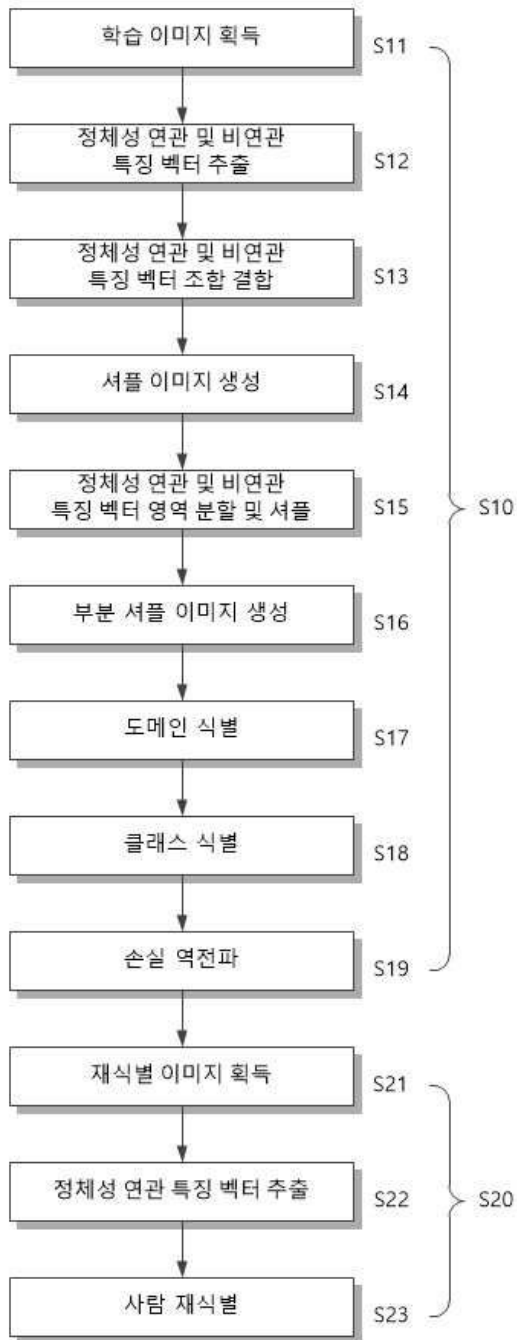 학습 이미지 획득
S11
정체성 연관 및 비연관
특징 벡터 추출
S12
정체성 연관 및 비연관
특징 벡터 조합 결합
S13
셔플 이미지 생성
S14
정체성 연관 및 비연관
특징 벡터 영역 분할 및 셔플
S15
S10
부분 셔플 이미지 생성
S16
도메인 식별
S17
클래스 식별
S18
손실 역전파
S19
재식별 이미지 획득
S21
정체성 연관 특징 벡터 추출
S22
S20
사람 재식별
S23